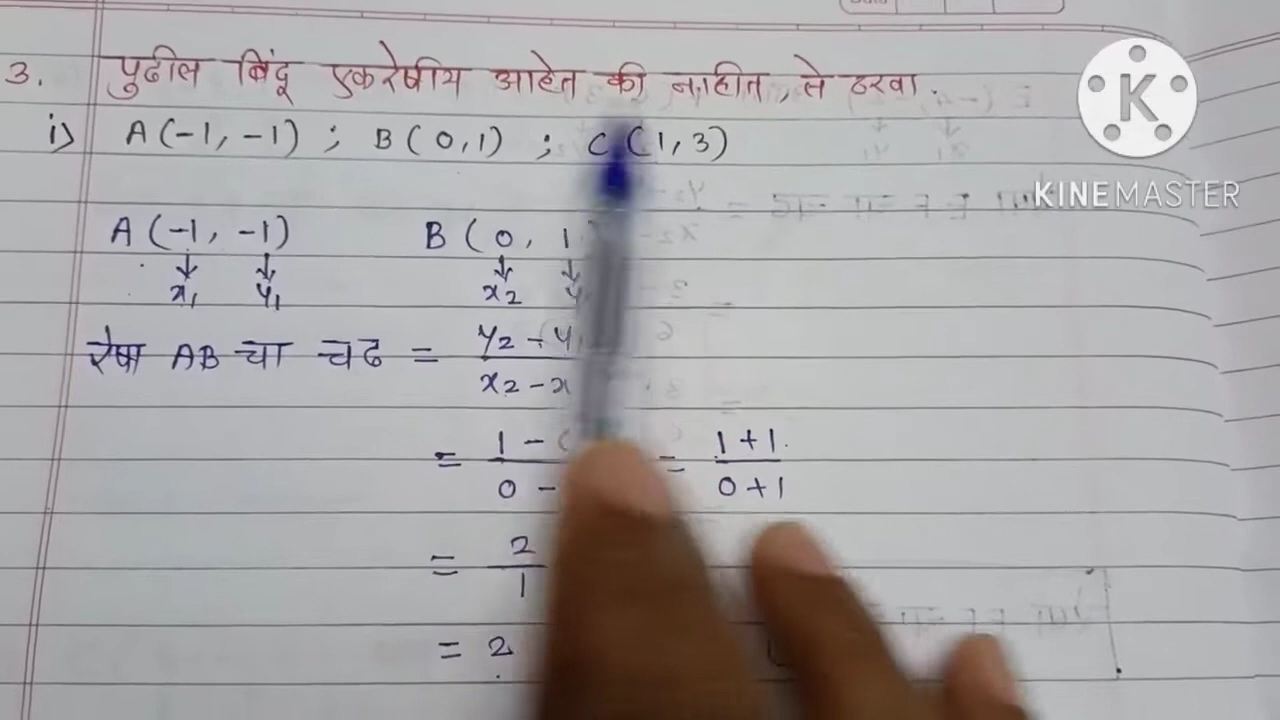 3. पुढील बिंदू एकरेषीय आहेत की नाहीत, ते ठरवा.
i) A(-1, -1) ; B(0,1) ; C(1,3)
A(-1, -1) B(0, 1
↓ ↓ ↓ ↓
x₁ y₁ x₂ y
रेषा AB चा चढ = y₂ - y
x₂ - x
= 1 - ( = 1+1
0 - 0+1
= 2
1
= 2
K
KINEMASTER